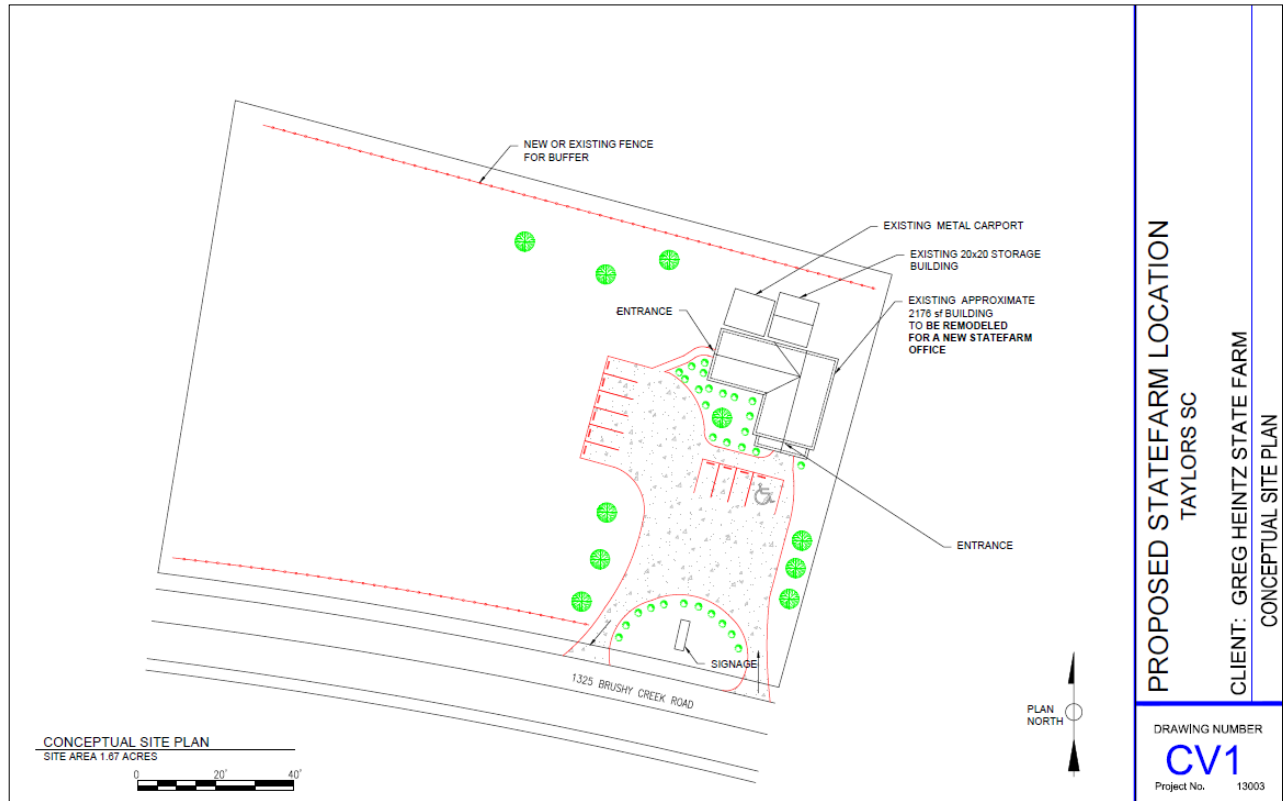 NEW OR EXISTING FENCE
FOR BUFFER
EXISTING METAL CARPORT
EXISTING 20x20 STORAGE
BUILDING
ENTRANCE
EXISTING APPROXIMATE
2176 sf BUILDING
TO BE REMODELED
FOR A NEW STATEFARM
OFFICE
ENTRANCE
SIGNAGE
1325 BRUSHY CREEK ROAD
PLAN
NORTH
CONCEPTUAL SITE PLAN
SITE AREA 1.67 ACRES
0 20' 40'
PROPOSED STATEFARM LOCATION
TAYLORS SC
CLIENT: GREG HEINTZ STATE FARM
CONCEPTUAL SITE PLAN
DRAWING NUMBER
CV1
Project No. 13003